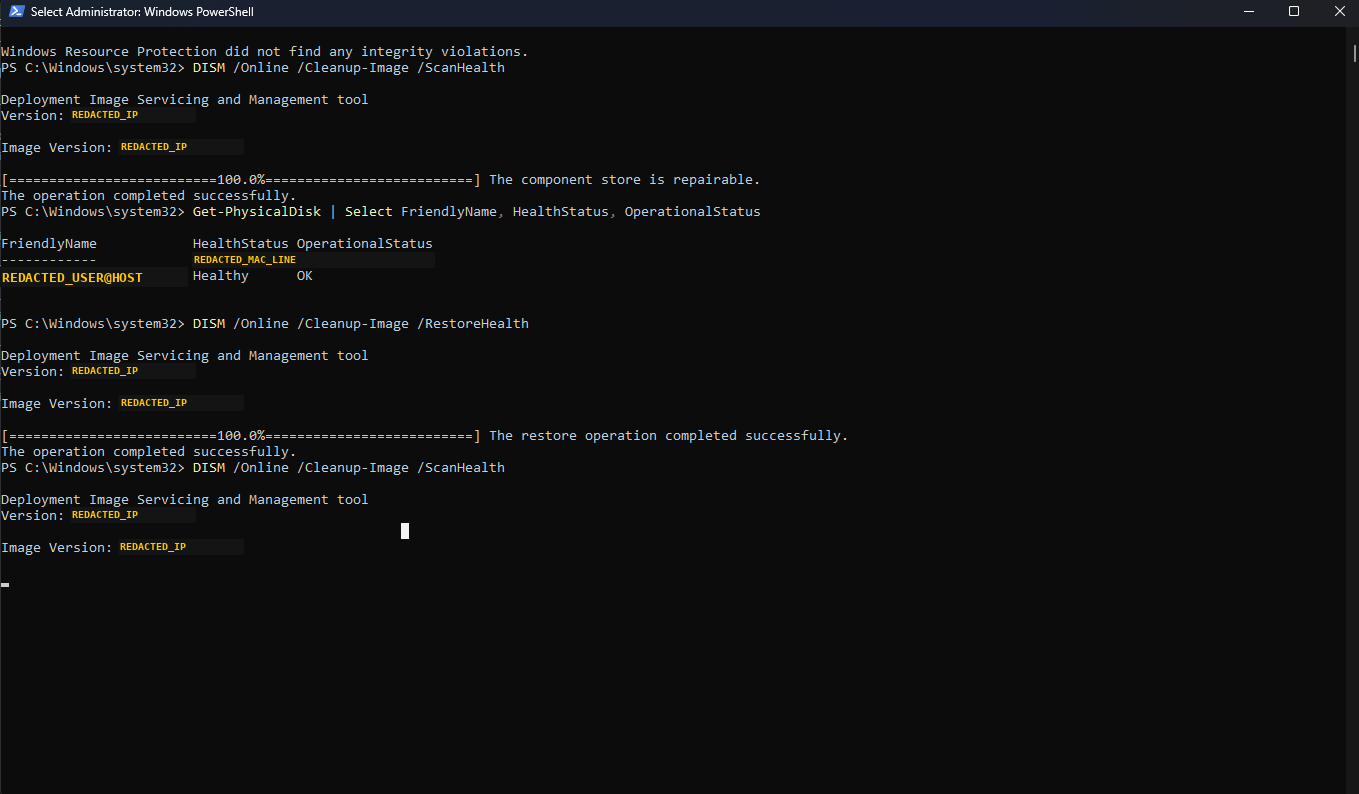 Select Administrator: Windows PowerShell
Windows Resource Protection did not find any integrity violations.
PS C:\Windows\system32> DISM /Online /Cleanup-Image /ScanHealth
Deployment Image Servicing and Management tool
Version: REDACTED_IP
Image Version: REDACTED_IP
[==========================100.0%==========================] The component store is repairable.
The operation completed successfully.
PS C:\Windows\system32> Get-PhysicalDisk | Select FriendlyName, HealthStatus, OperationalStatus
FriendlyName HealthStatus OperationalStatus
------------ REDACTED_MAC_LINE
REDACTED_USER@HOST Healthy OK
PS C:\Windows\system32> DISM /Online /Cleanup-Image /RestoreHealth
Deployment Image Servicing and Management tool
Version: REDACTED_IP
Image Version: REDACTED_IP
[==========================100.0%==========================] The restore operation completed successfully.
The operation completed successfully.
PS C:\Windows\system32> DISM /Online /Cleanup-Image /ScanHealth
Deployment Image Servicing and Management tool
Version: REDACTED_IP
Image Version: REDACTED_IP